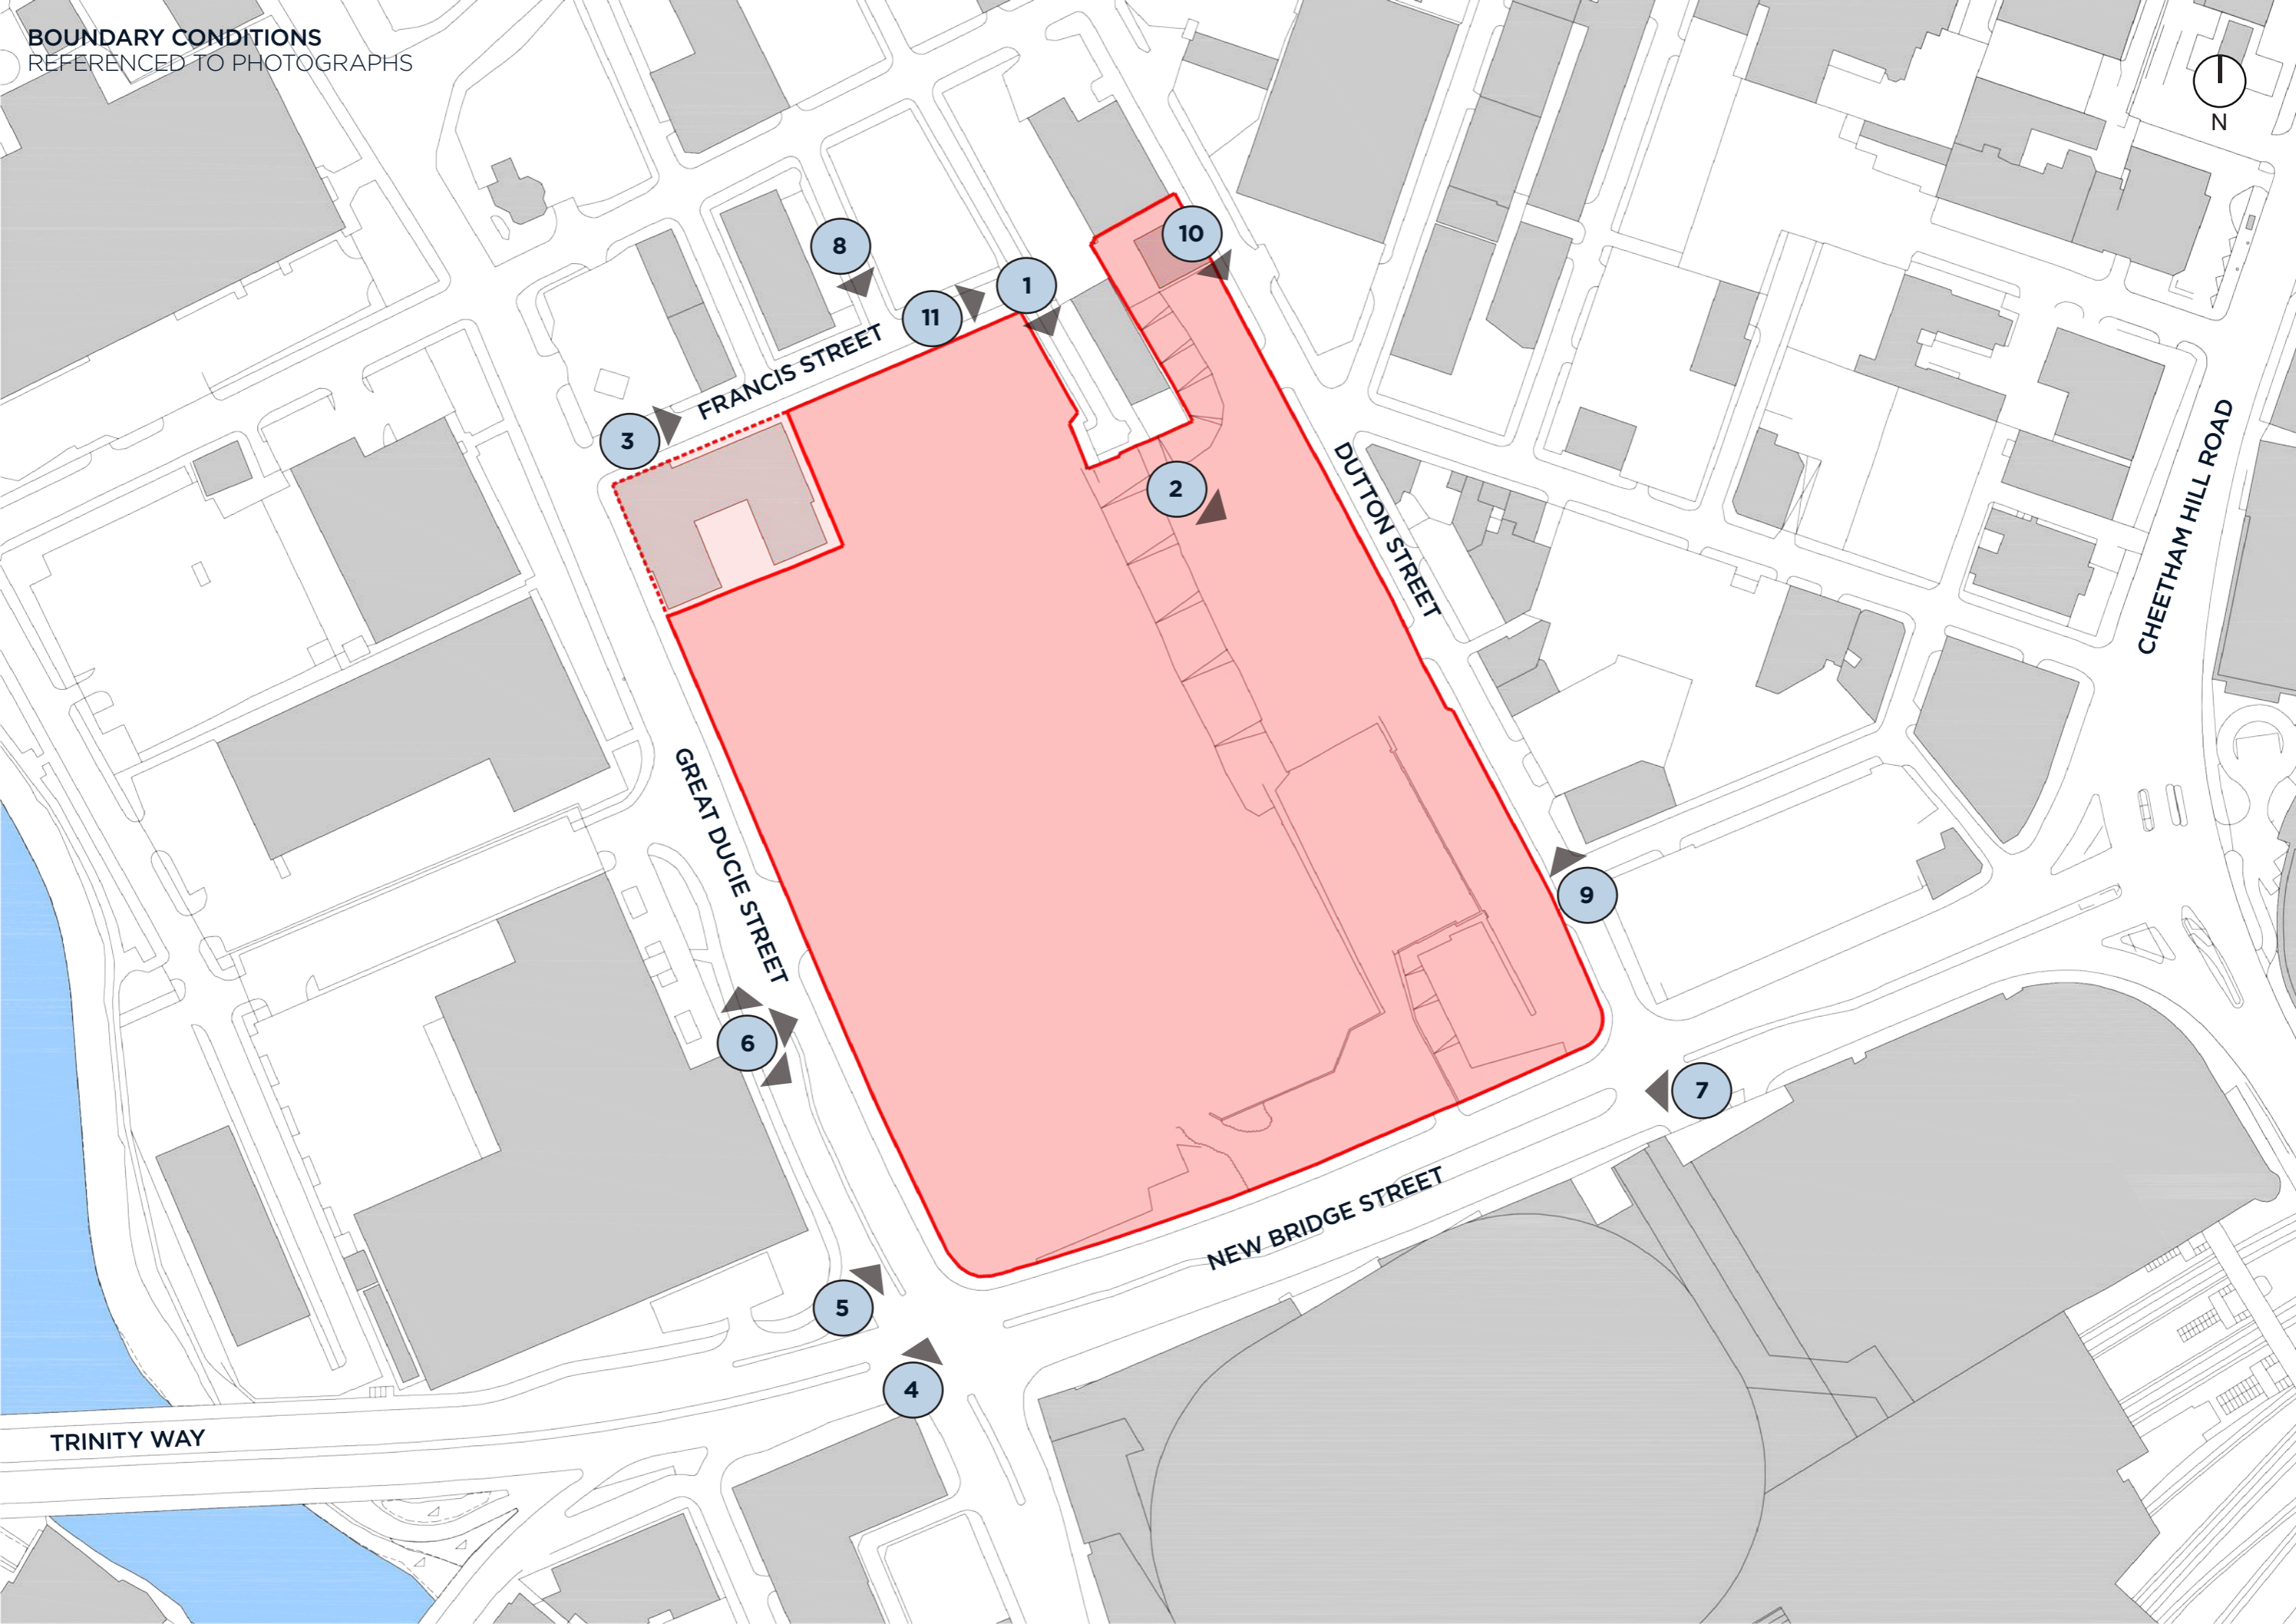 BOUNDARY CONDITIONS
REFERENCED TO PHOTOGRAPHS
N
10
8
1
11
FRANCIS STREET
3
2
DUTTON STREET
CHEETHAM HILL ROAD
GREAT DUCIE STREET
9
6
7
NEW BRIDGE STREET
5
4
TRINITY WAY